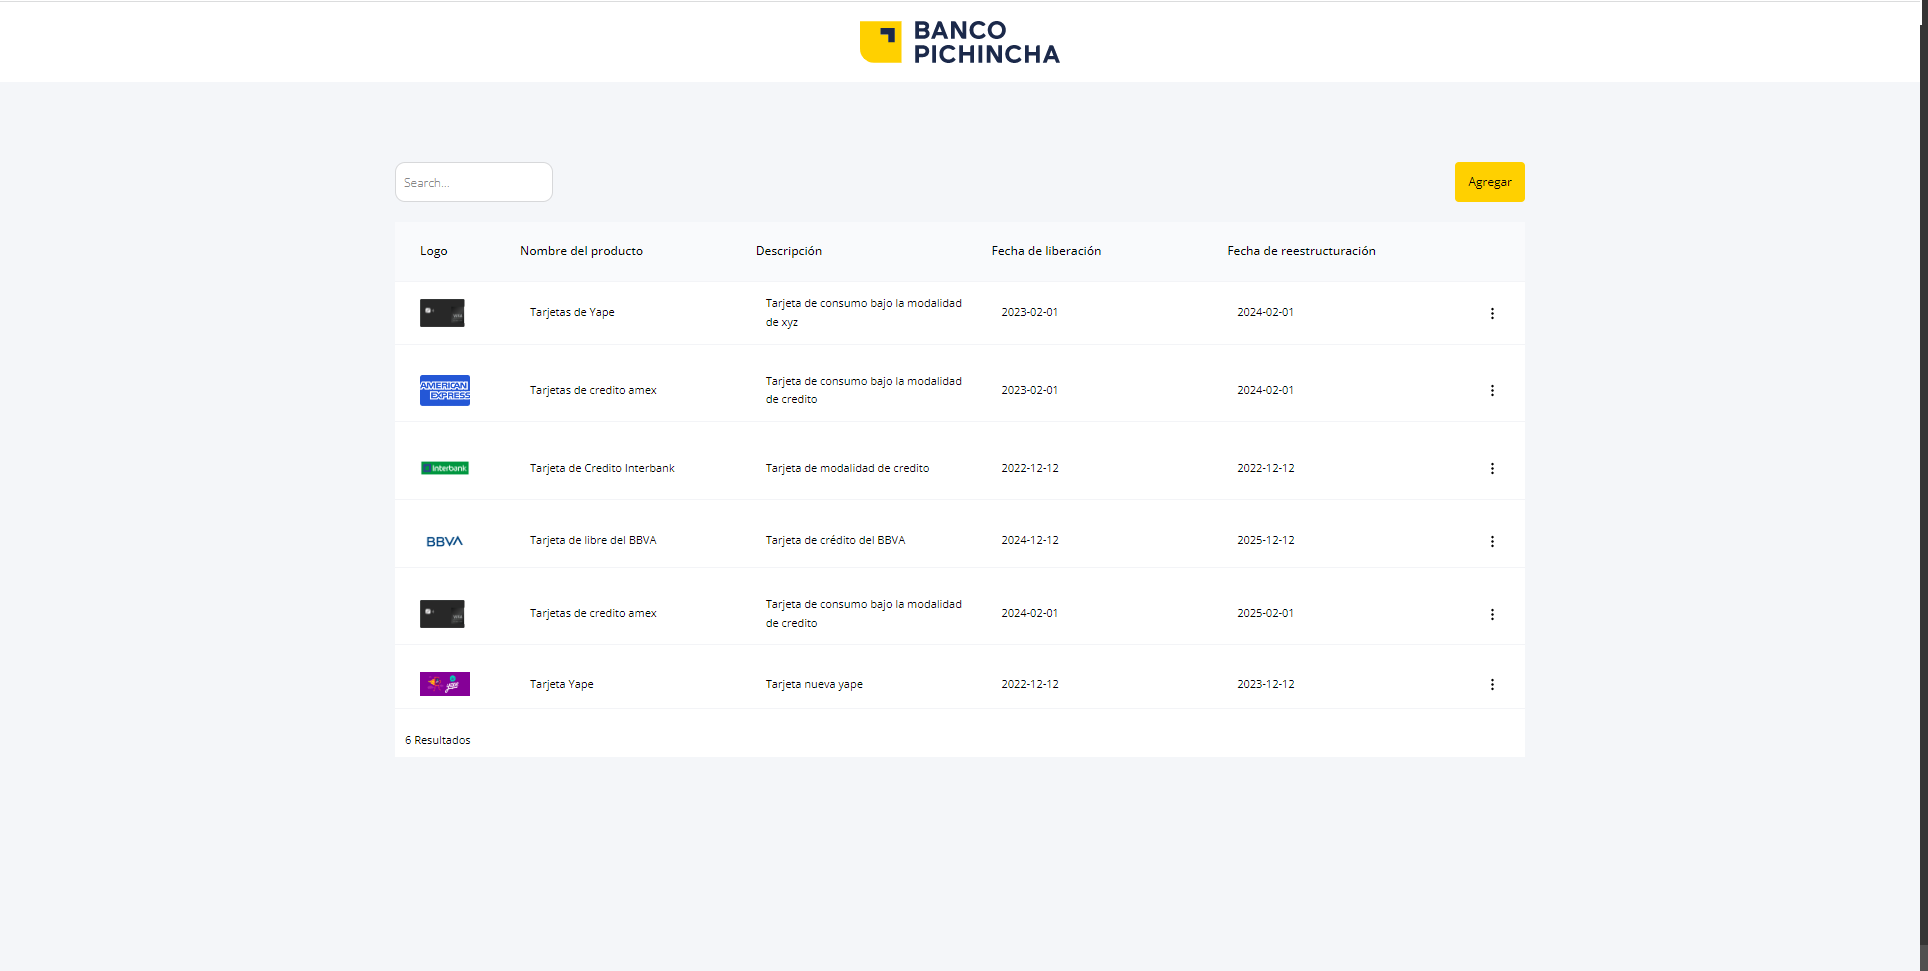 BANCO
PICHINCHA
Search...
Agregar
Logo Nombre del producto Descripción Fecha de liberación Fecha de reestructuración
Tarjetas de Yape Tarjeta de consumo bajo la modalidad de xyz 2023-02-01 2024-02-01
AMERICAN EXPRESS Tarjetas de credito amex Tarjeta de consumo bajo la modalidad de credito 2023-02-01 2024-02-01
Interbank Tarjeta de Credito Interbank Tarjeta de modalidad de credito 2022-12-12 2022-12-12
BBVA Tarjeta de libre del BBVA Tarjeta de crédito del BBVA 2024-12-12 2025-12-12
Tarjetas de credito amex Tarjeta de consumo bajo la modalidad de credito 2024-02-01 2025-02-01
yape Tarjeta Yape Tarjeta nueva yape 2022-12-12 2023-12-12
6 Resultados